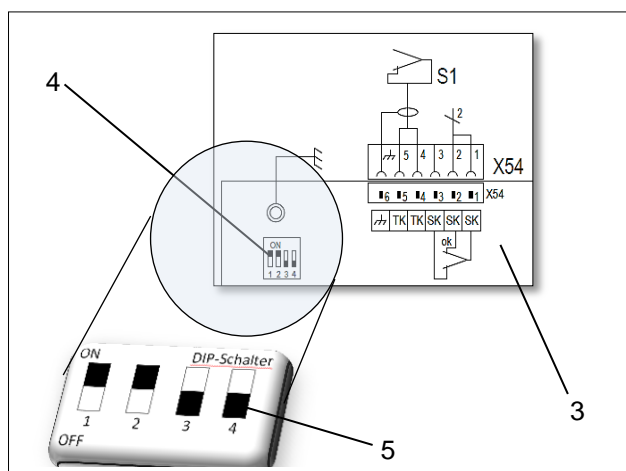 4
S1
2
5 4 3 2 1
X54
6 5 4 3 2 1
X54
TK TK SK SK SK
ok
ON
1 2 3 4
3
ON
DIP-Schalter
1 2 3 4
OFF
5